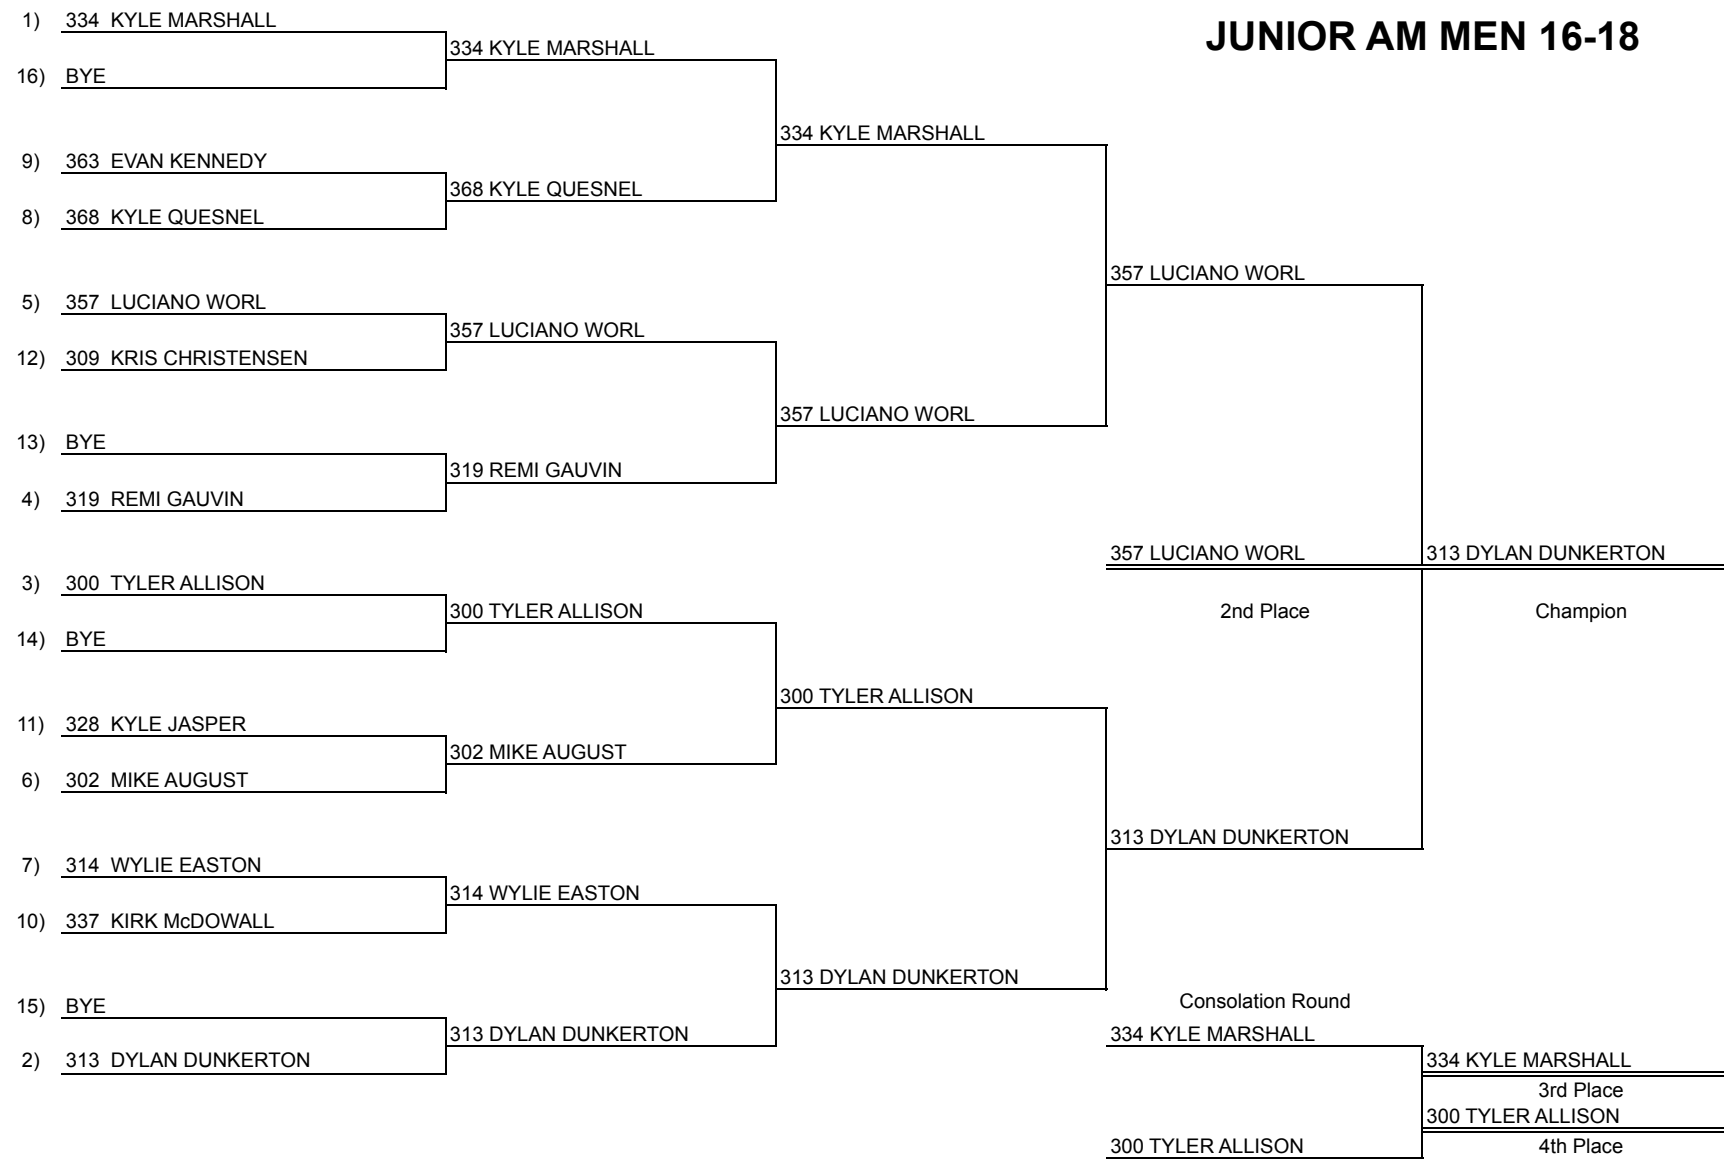 JUNIOR AM MEN 16-18
1) 334 KYLE MARSHALL
16) BYE
9) 363 EVAN KENNEDY
8) 368 KYLE QUESNEL
5) 357 LUCIANO WORL
12) 309 KRIS CHRISTENSEN
13) BYE
4) 319 REMI GAUVIN
3) 300 TYLER ALLISON
14) BYE
11) 328 KYLE JASPER
6) 302 MIKE AUGUST
7) 314 WYLIE EASTON
10) 337 KIRK McDOWALL
15) BYE
2) 313 DYLAN DUNKERTON
334 KYLE MARSHALL
368 KYLE QUESNEL
357 LUCIANO WORL
319 REMI GAUVIN
300 TYLER ALLISON
302 MIKE AUGUST
314 WYLIE EASTON
313 DYLAN DUNKERTON
334 KYLE MARSHALL
357 LUCIANO WORL
300 TYLER ALLISON
313 DYLAN DUNKERTON
357 LUCIANO WORL
313 DYLAN DUNKERTON
357 LUCIANO WORL
2nd Place
313 DYLAN DUNKERTON
Champion
Consolation Round
334 KYLE MARSHALL
300 TYLER ALLISON
334 KYLE MARSHALL
3rd Place
300 TYLER ALLISON
4th Place